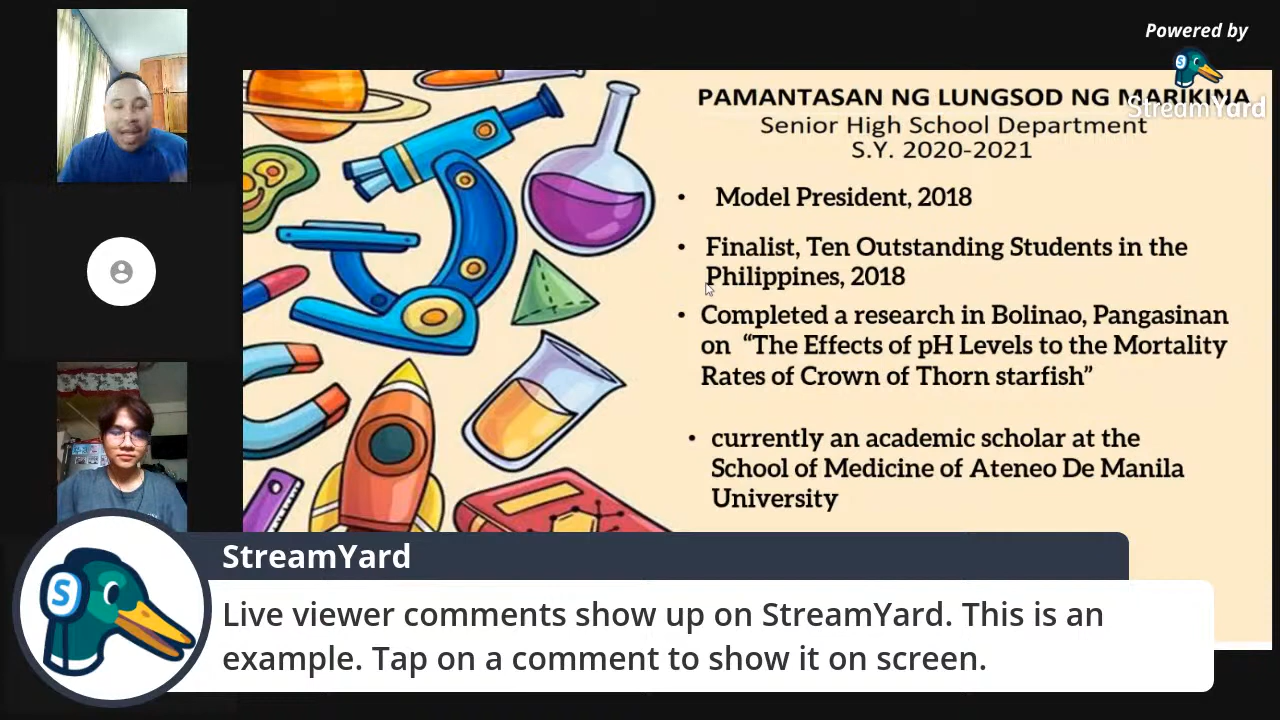 Powered by
StreamYard
PAMANTASAN NG LUNGSOD NG MARIKINA
Senior High School Department
S.Y. 2020-2021
• Model President, 2018
• Finalist, Ten Outstanding Students in the
Philippines, 2018
• Completed a research in Bolinao, Pangasinan
on “The Effects of pH Levels to the Mortality
Rates of Crown of Thorn starfish”
• currently an academic scholar at the
School of Medicine of Ateneo De Manila
University
S
StreamYard
Live viewer comments show up on StreamYard. This is an
example. Tap on a comment to show it on screen.